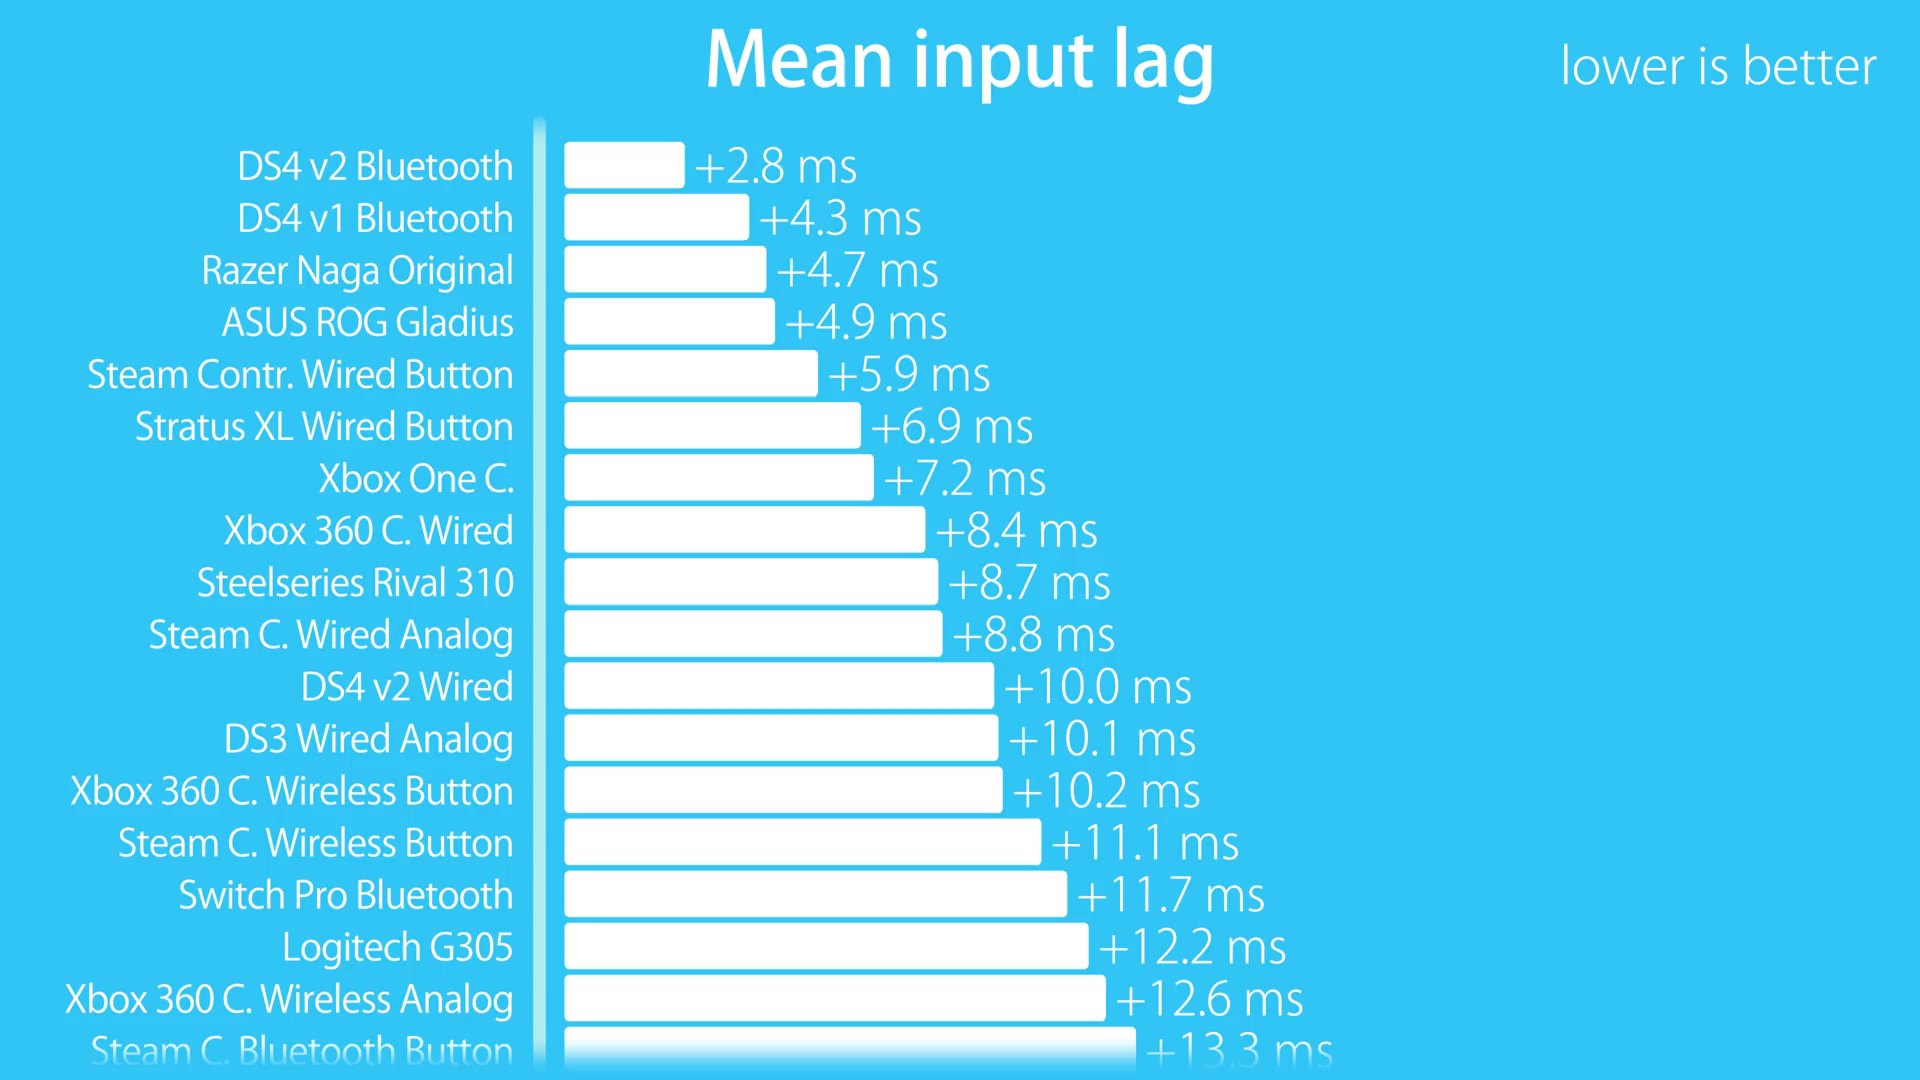 Mean input lag
lower is better
DS4 v2 Bluetooth +2.8 ms
DS4 v1 Bluetooth +4.3 ms
Razer Naga Original +4.7 ms
ASUS ROG Gladius +4.9 ms
Steam Contr. Wired Button +5.9 ms
Stratus XL Wired Button +6.9 ms
Xbox One C. +7.2 ms
Xbox 360 C. Wired +8.4 ms
Steelseries Rival 310 +8.7 ms
Steam C. Wired Analog +8.8 ms
DS4 v2 Wired +10.0 ms
DS3 Wired Analog +10.1 ms
Xbox 360 C. Wireless Button +10.2 ms
Steam C. Wireless Button +11.1 ms
Switch Pro Bluetooth +11.7 ms
Logitech G305 +12.2 ms
Xbox 360 C. Wireless Analog +12.6 ms
Steam C. Bluetooth Button +13.3 ms